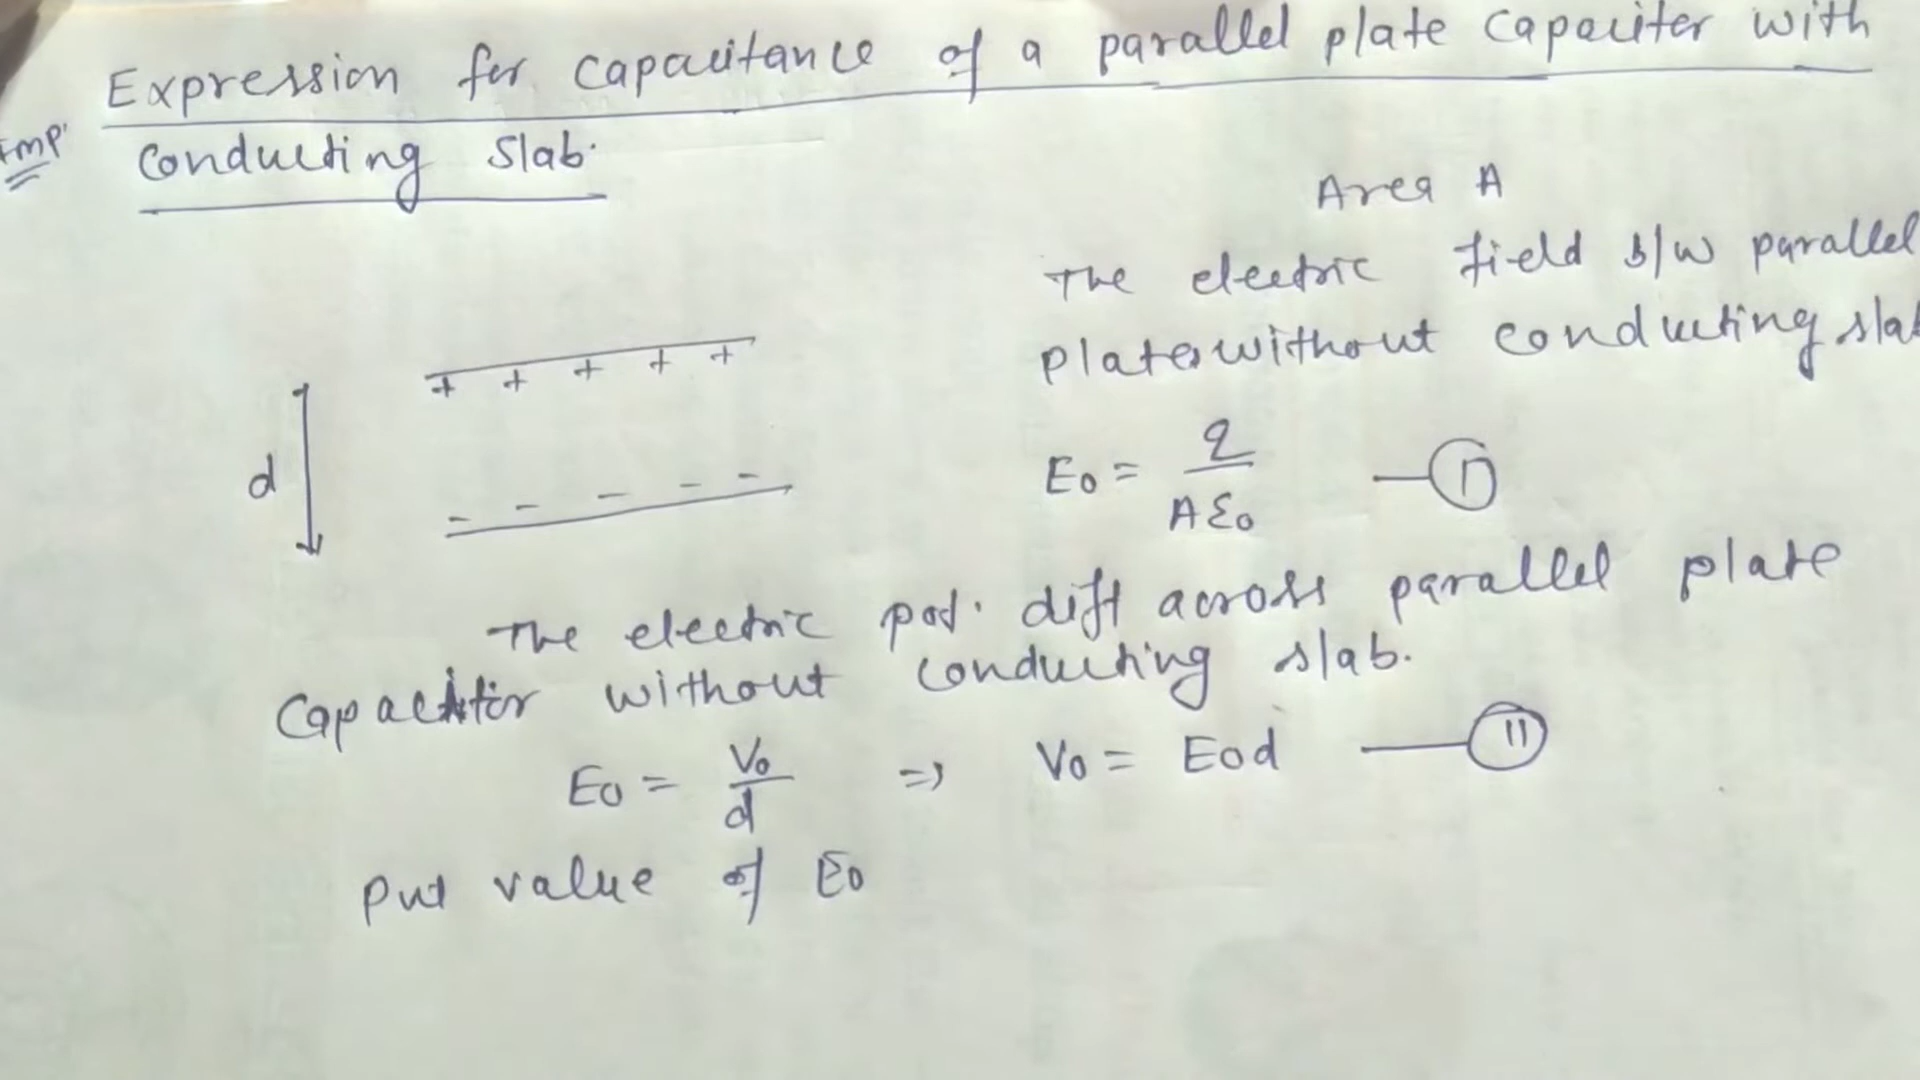 Expression for capacitance of a parallel plate capaciter with
Imp. conducting slab.
Area A
The electric field b/w parallel
plates without conducting slab
+ + + + +
d
- - - - -
E0 = q/Aε0 — (1)
The electric pot. diff across parallel plate
capacitor without conducting slab.
E0 = V0/d => V0 = E0d — (11)
Put value of E0